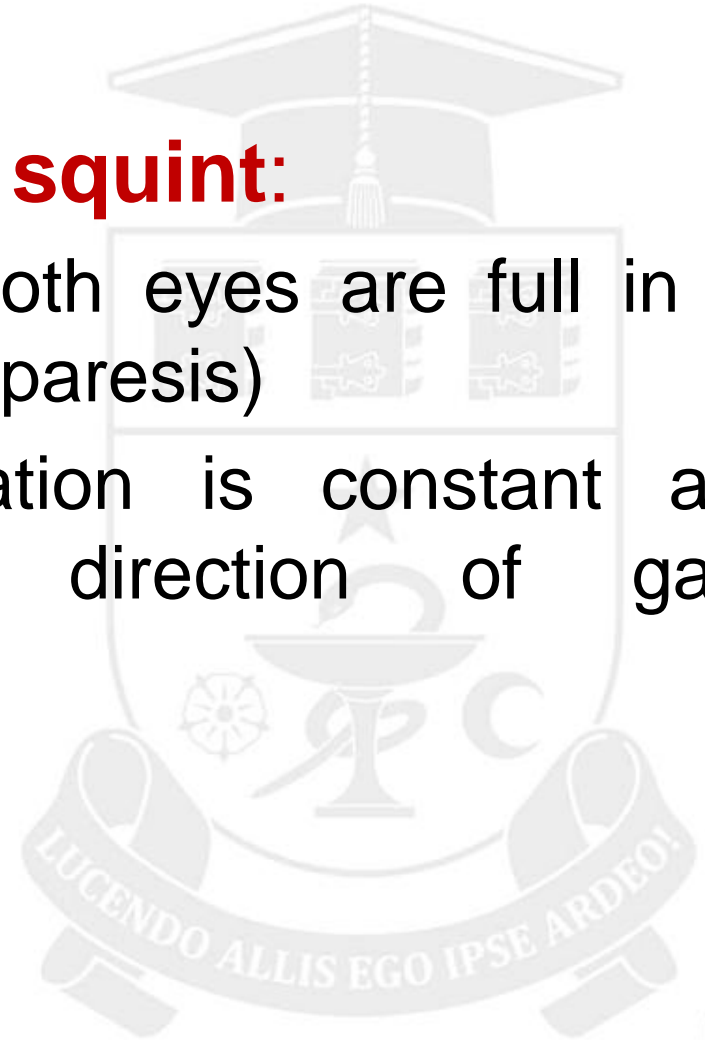 squint:
oth eyes are full in
paresis)
ation is constant a
direction of ga
LUCENDO ALLIS EGO IPSE ARDEO!